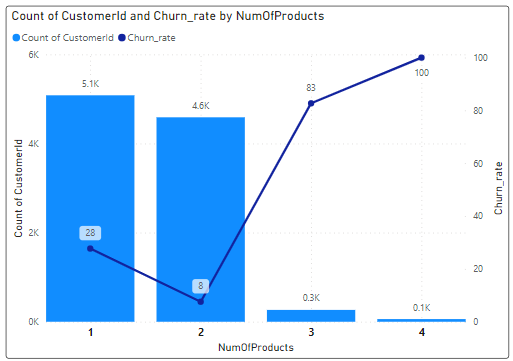 Count of CustomerId and Churn_rate by NumOfProducts
Count of CustomerId Churn_rate
6K
4K
2K
0K
Count of CustomerId
5.1K
4.6K
0.3K
0.1K
28
8
83
100
100
80
60
40
20
0
Churn_rate
1 2 3 4
NumOfProducts